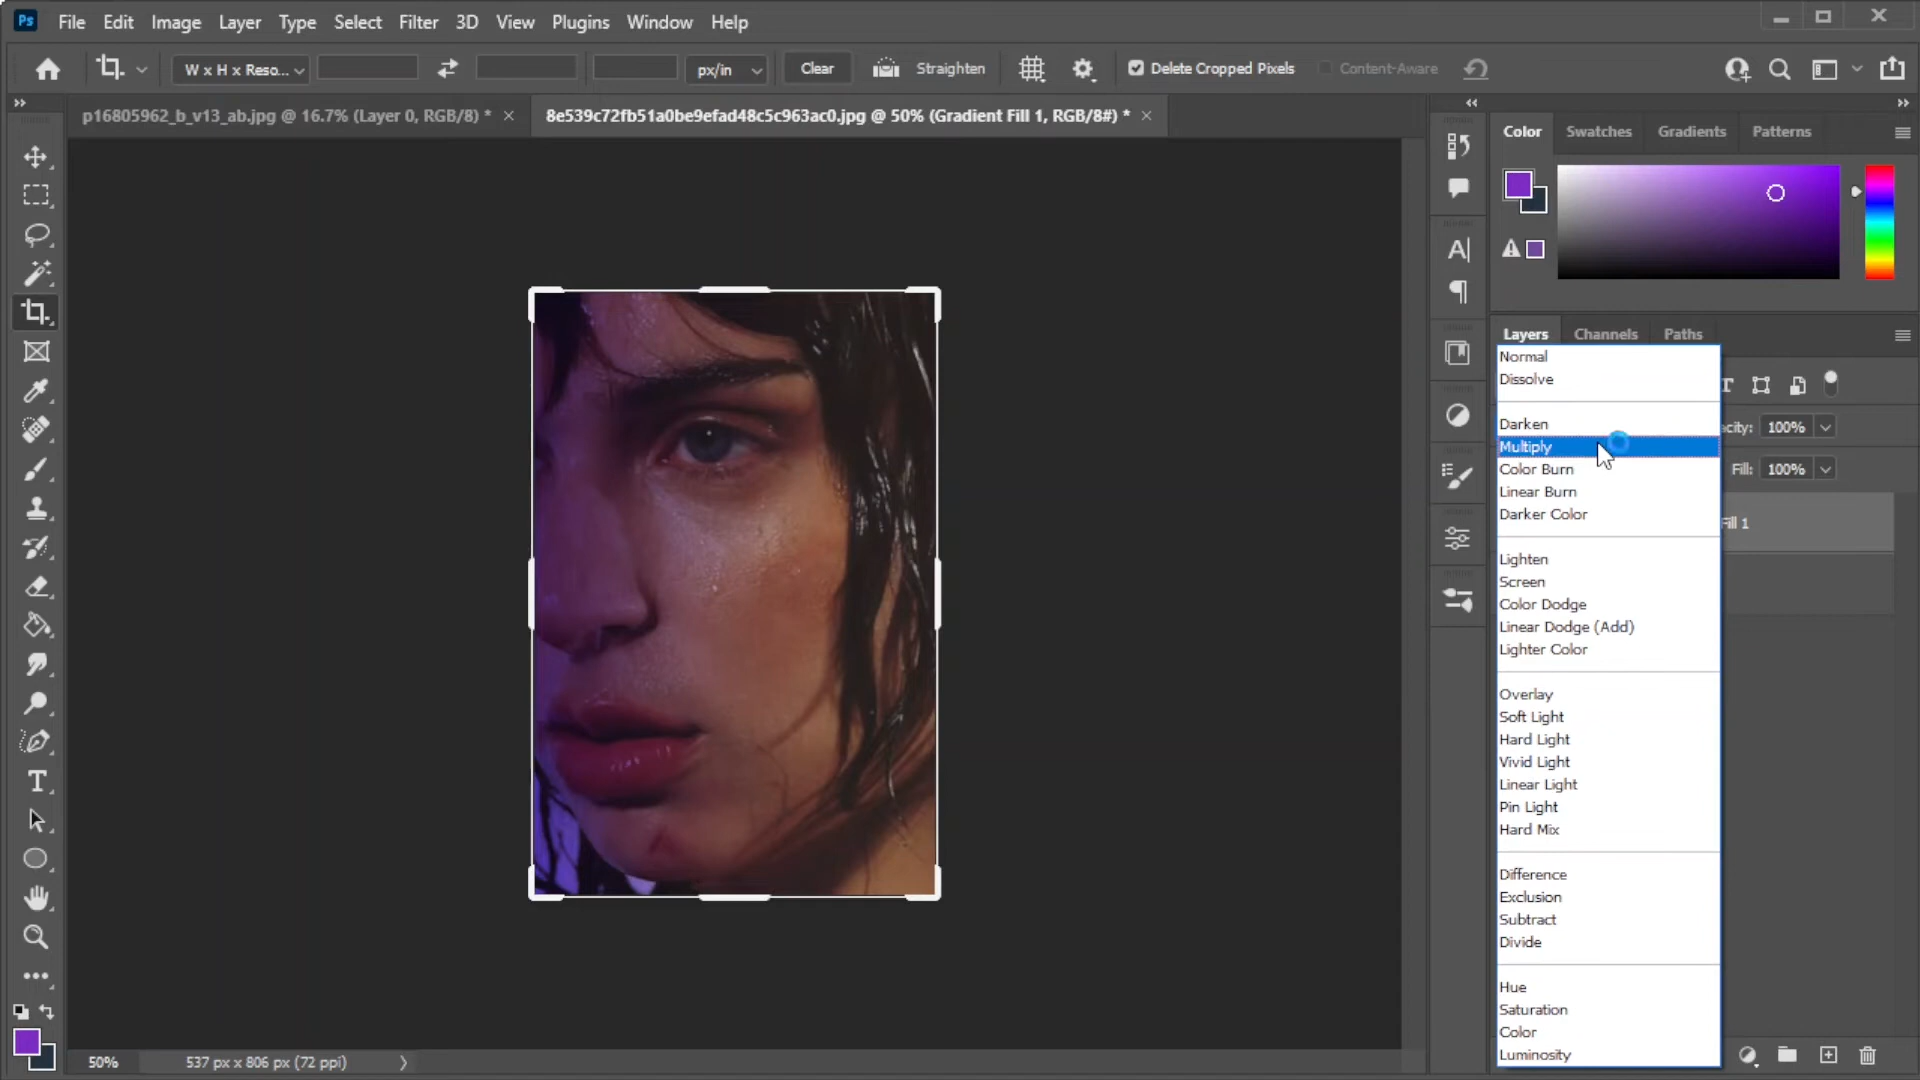 Ps File Edit Image Layer Type Select Filter 3D View Plugins Window Help
W x H x Reso... px/in Clear Straighten Delete Cropped Pixels Content-Aware
p16805962_b_v13_ab.jpg @ 16.7% (Layer 0, RGB/8) * 8e539c72fb51a0be9efad48c5c963ac0.jpg @ 50% (Gradient Fill 1, RGB/8#) *
Color Swatches Gradients Patterns
Layers Channels Paths
Normal
Dissolve
Darken
acity: 100%
Multiply
Color Burn
Fill: 100%
Linear Burn
Darker Color
Fill 1
Lighten
Screen
Color Dodge
Linear Dodge (Add)
Lighter Color
Overlay
Soft Light
Hard Light
Vivid Light
Linear Light
Pin Light
Hard Mix
Difference
Exclusion
Subtract
Divide
Hue
Saturation
Color
Luminosity
50% 537 px x 806 px (72 ppi)